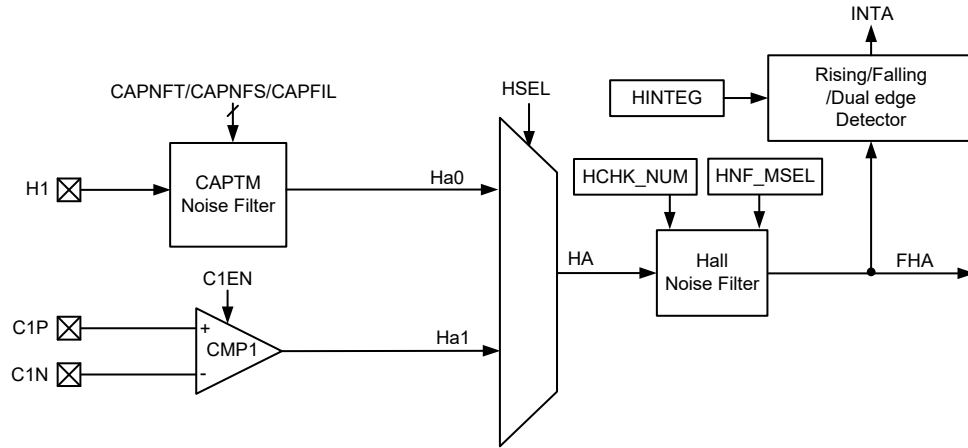 INTA
Rising/Falling
/Dual edge
Detector
CAPNFT/CAPNFS/CAPFIL
HSEL
HINTEG
H1
CAPTM
Noise Filter
Ha0
HCHK_NUM
HNF_MSEL
HA
Hall
Noise Filter
FHA
C1EN
C1P
+
CMP1
Ha1
C1N
-